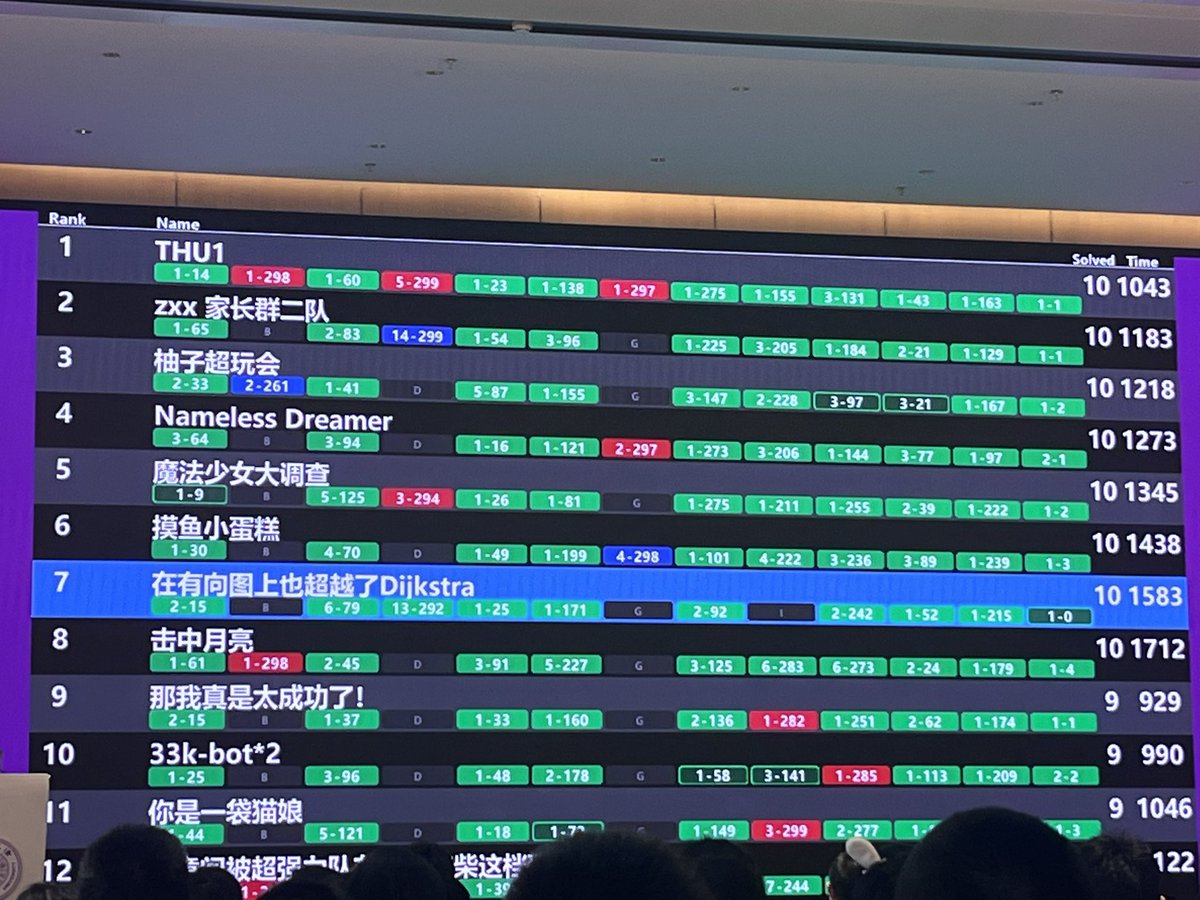 Rank Name Solved Time
1 THU1 10 1043
1-14 1-298 1-60 5-299 1-23 1-138 1-297 1-275 1-155 3-131 1-43 1-163 1-1
2 zxx 家长群二队 10 1183
1-65 B 2-83 14-299 1-54 3-96 G 1-225 3-205 1-184 2-21 1-129 1-1
3 柚子超玩会 10 1218
2-33 2-261 1-41 D 5-87 1-155 G 3-147 2-228 3-97 3-21 1-167 1-2
4 Nameless Dreamer 10 1273
3-64 B 3-94 D 1-16 1-121 2-297 1-273 3-206 1-144 3-77 1-97 2-1
5 魔法少女大调查 10 1345
1-9 B 5-125 3-294 1-26 1-81 G 1-275 1-211 1-255 2-39 1-222 1-2
6 摸鱼小蛋糕 10 1438
1-30 B 4-70 D 1-49 1-199 4-298 1-101 4-222 3-236 3-89 1-239 1-3
7 在有向图上也超越了Dijkstra 10 1583
2-15 B 6-79 13-292 1-25 1-171 G 2-92 I 2-242 1-52 1-215 1-0
8 击中月亮 10 1712
1-61 1-298 2-45 D 3-91 5-227 G 3-125 6-283 6-273 2-24 1-179 1-4
9 那我真是太成功了! 9 929
2-15 B 1-37 D 1-33 1-160 G 2-136 1-282 1-251 2-62 1-174 1-1
10 33k-bot*2 9 990
1-25 B 3-96 D 1-48 2-178 G 1-58 3-141 1-285 1-113 1-209 2-2
11 你是一袋猫娘 9 1046
-44 B 5-121 D 1-18 G 1-149 3-299 2-277 -3
12 被超强 柴这档 122
7-244